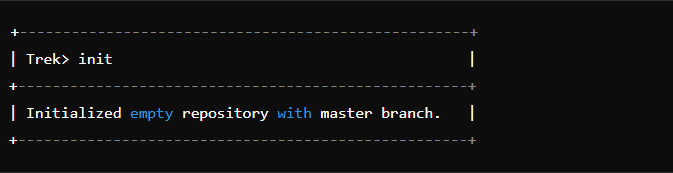 +--------------------------------------------------+
| Trek> init                                       |
+--------------------------------------------------+
| Initialized empty repository with master branch.   |
+--------------------------------------------------+